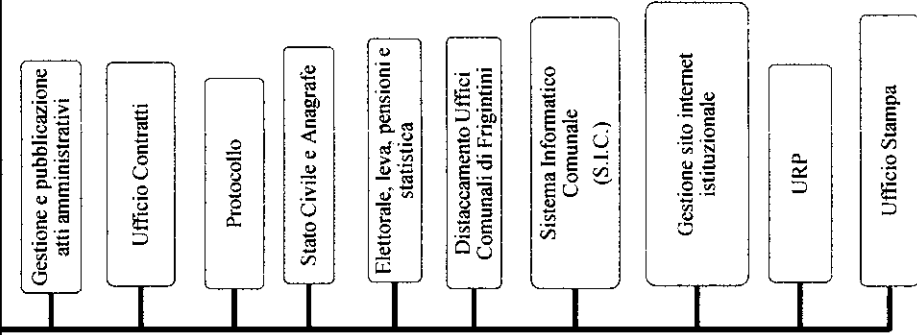 Gestione e pubblicazione
atti amministrativi
Ufficio Contratti
Protocollo
Stato Civile e Anagrafe
Elettorale, leva, pensioni e
statistica
Distaccamento Uffici
Comunali di Frigintini
Sistema Informatico
Comunale
(S.I.C.)
Gestione sito internet
istituzionale
URP
Ufficio Stampa